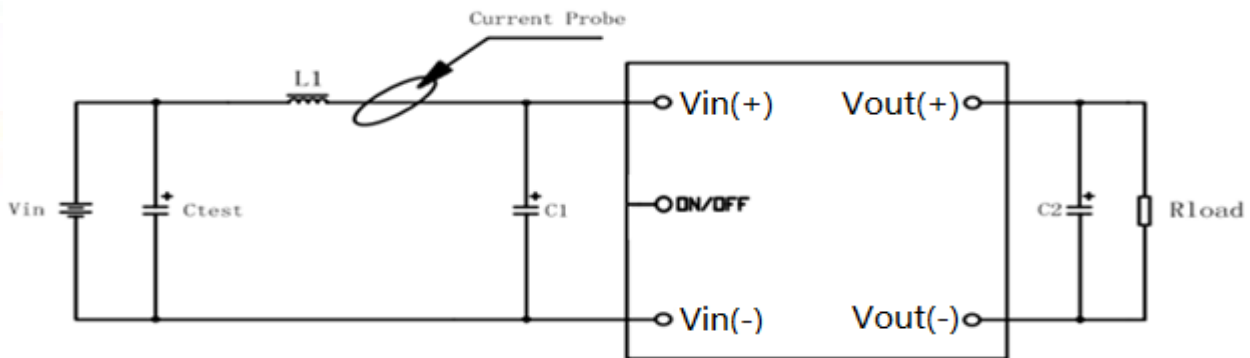 Current Probe
L1
Vin(+) Vout(+)
Vin Ctest C1 ON/OFF C2 Rload
Vin(-) Vout(-)